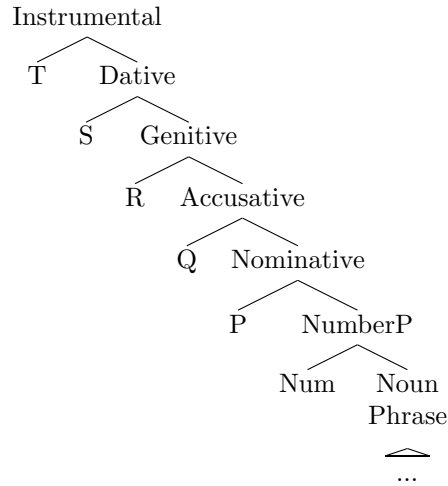 Instrumental
T Dative
S Genitive
R Accusative
Q Nominative
P NumberP
Num Noun
Phrase
...